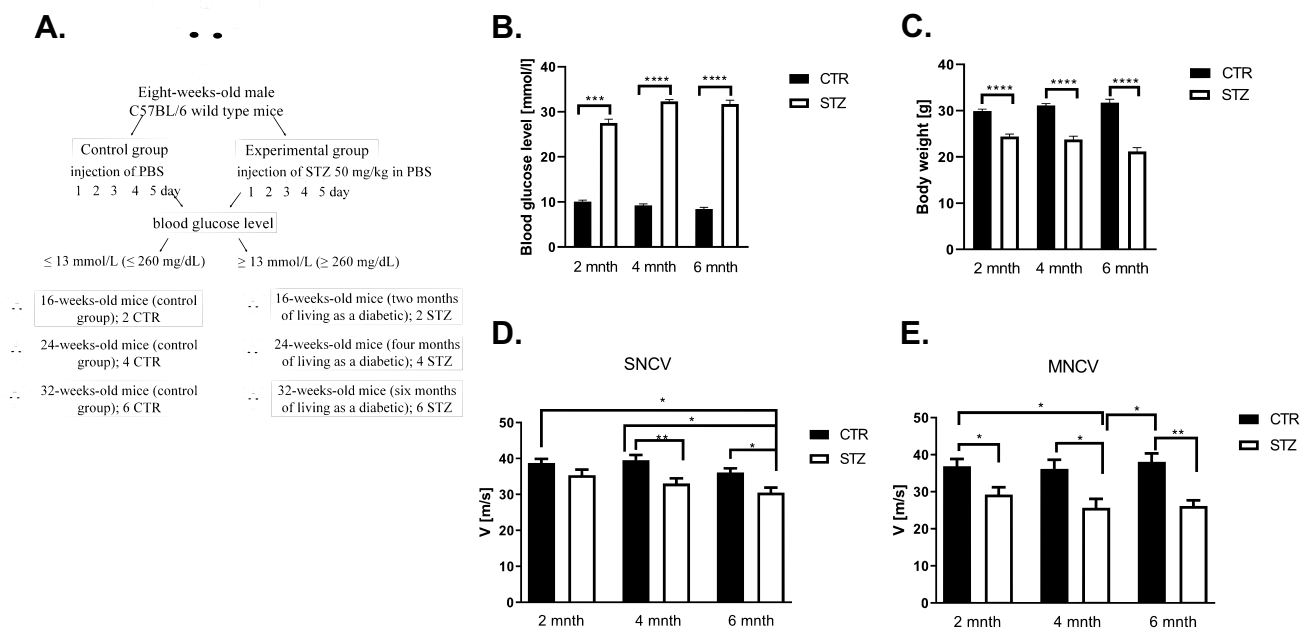 A.
Eight-weeks-old male
C57BL/6 wild type mice
Control group
Experimental group
injection of PBS
injection of STZ 50 mg/kg in PBS
1 2 3 4 5 day
1 2 3 4 5 day
blood glucose level
≤ 13 mmol/L (≤ 260 mg/dL)
≥ 13 mmol/L (≥ 260 mg/dL)
16-weeks-old mice (control
group); 2 CTR
16-weeks-old mice (two months
of living as a diabetic); 2 STZ
24-weeks-old mice (control
group); 4 CTR
24-weeks-old mice (four months
of living as a diabetic); 4 STZ
32-weeks-old mice (control
group); 6 CTR
32-weeks-old mice (six months
of living as a diabetic); 6 STZ
B.
Blood glucose level [mmol/l]
40
30
20
10
0
***
****
****
2 mnth
4 mnth
6 mnth
CTR
STZ
C.
Body weight [g]
40
30
20
10
0
****
****
****
2 mnth
4 mnth
6 mnth
CTR
STZ
D.
SNCV
V [m/s]
50
40
30
20
10
0
*
*
**
*
2 mnth
4 mnth
6 mnth
CTR
STZ
E.
MNCV
V [m/s]
50
40
30
20
10
0
*
*
*
*
**
2 mnth
4 mnth
6 mnth
CTR
STZ